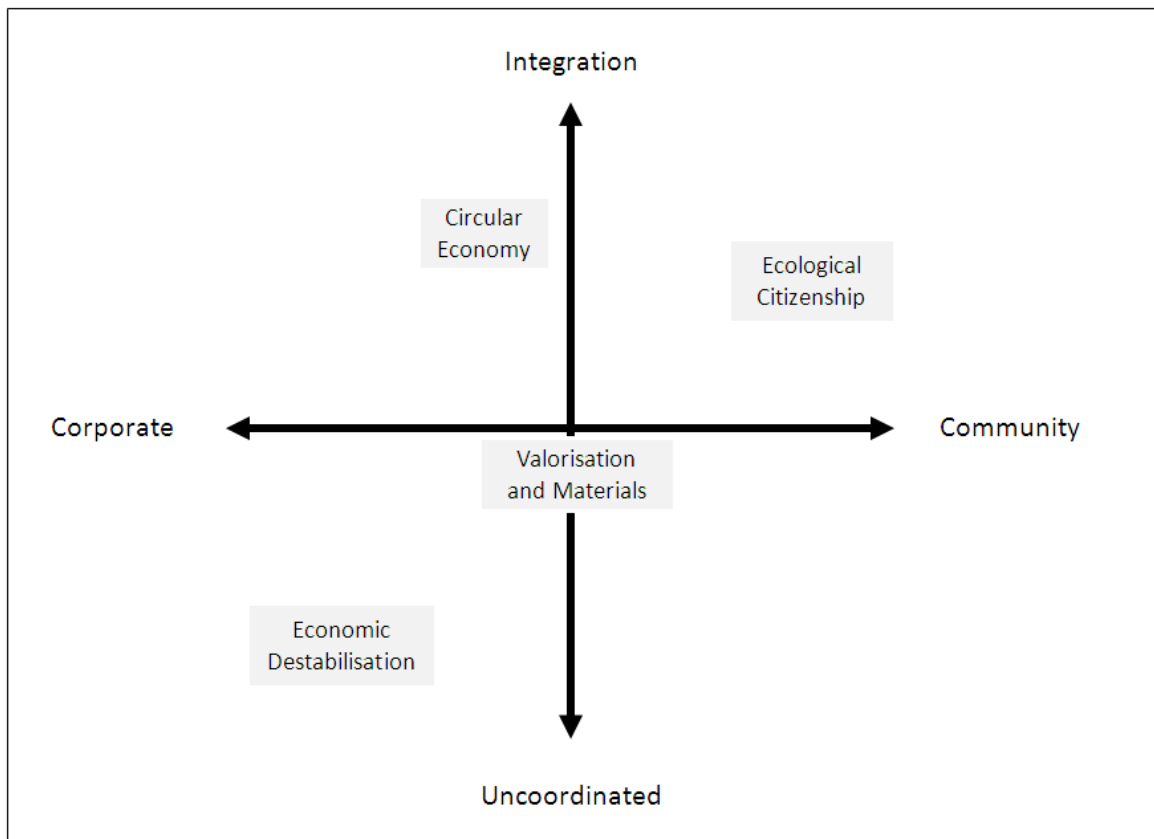 Integration
Circular
Economy
Ecological
Citizenship
Corporate
Community
Valorisation
and Materials
Economic
Destabilisation
Uncoordinated